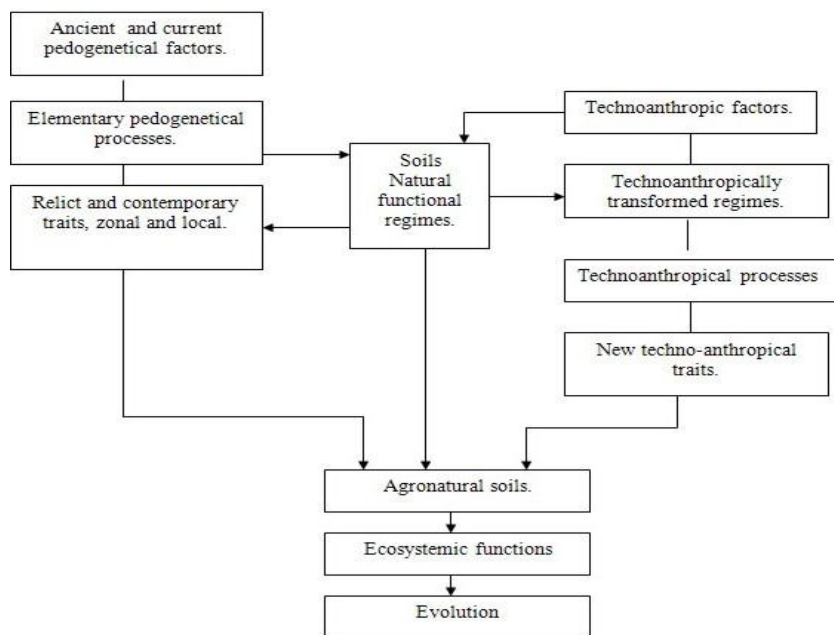 Ancient and current
pedogenetical factors.
Elementary pedogenetical
processes.
Relict and contemporary
traits, zonal and local.
Soils
Natural
functional
regimes.
Technoanthropic factors.
Technoanthropically
transformed regimes.
Technoanthropical processes
New techno-anthropical
traits.
Agronatural soils.
Ecosystemic functions
Evolution